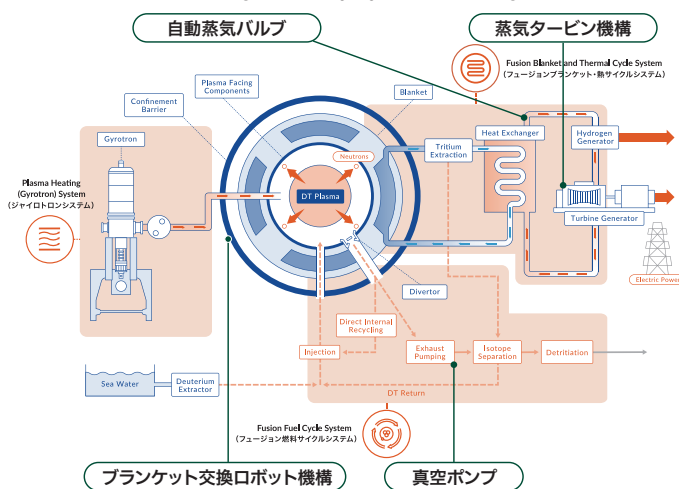 自動蒸気バルブ
蒸気タービン機構
Fusion Blanket and Thermal Cycle System
(フュージョンブランケット・熱サイクルシステム)
Plasma Facing
Components
Confinement
Barrier
Blanket
Gyrotron
Neutrons
Tritium
Extraction
Heat Exchanger
Hydrogen
Generator
Plasma Heating
(Gyrotron) System
(ジャイロトロンシステム)
DT Plasma
Turbine Generator
Electric Power
Divertor
Direct Internal
Recycling
Injection
Exhaust
Pumping
Isotope
Separation
Detritiation
Sea Water
Deuterium
Extractor
DT Return
Fusion Fuel Cycle System
(フュージョン燃料サイクルシステム)
ブランケット交換ロボット機構
真空ポンプ